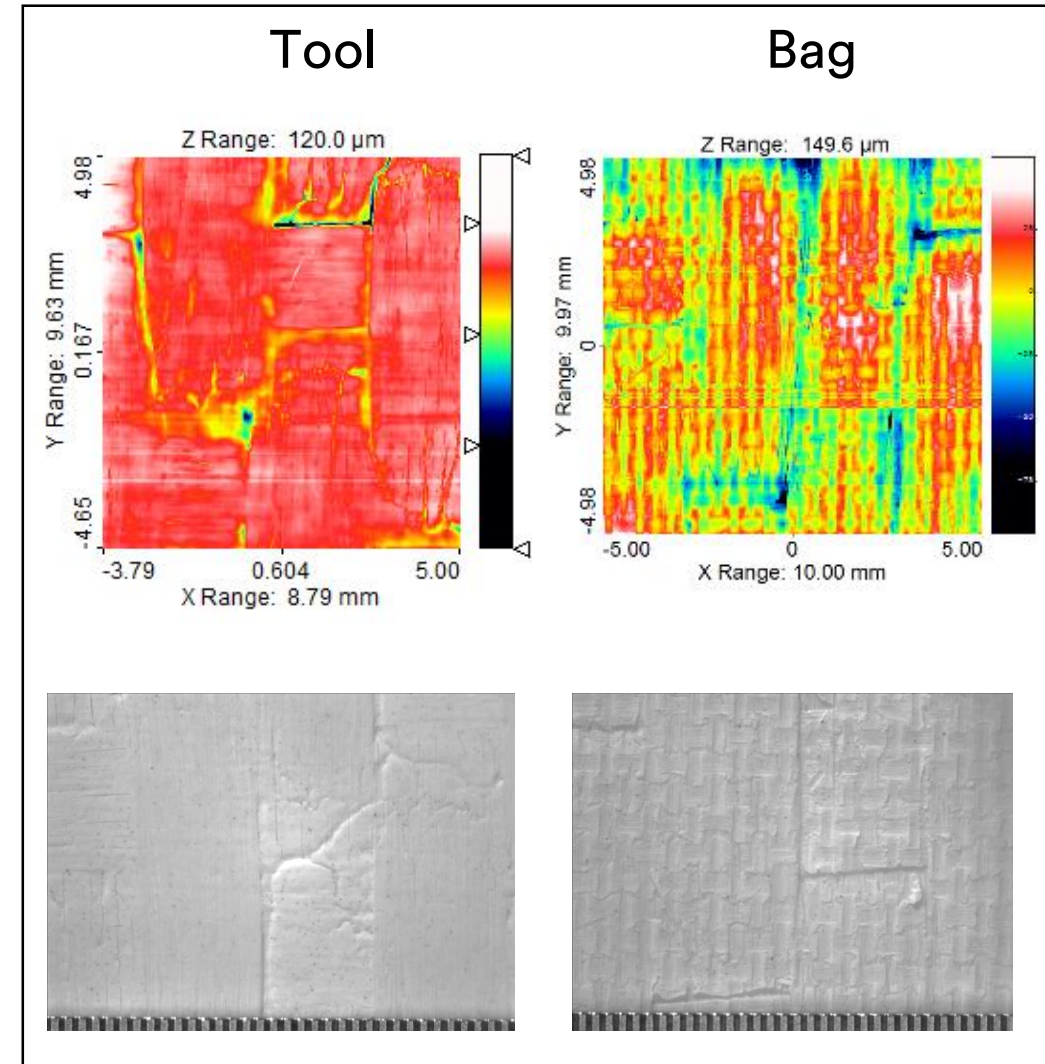 Tool
Bag
Z Range: 120.0 µm
4.98
0.167
-4.65
Y Range: 9.63 mm
-3.79
0.604
5.00
X Range: 8.79 mm
Z Range: 149.6 µm
4.98
0
-4.98
Y Range: 9.97 mm
-5.00
0
5.00
X Range: 10.00 mm